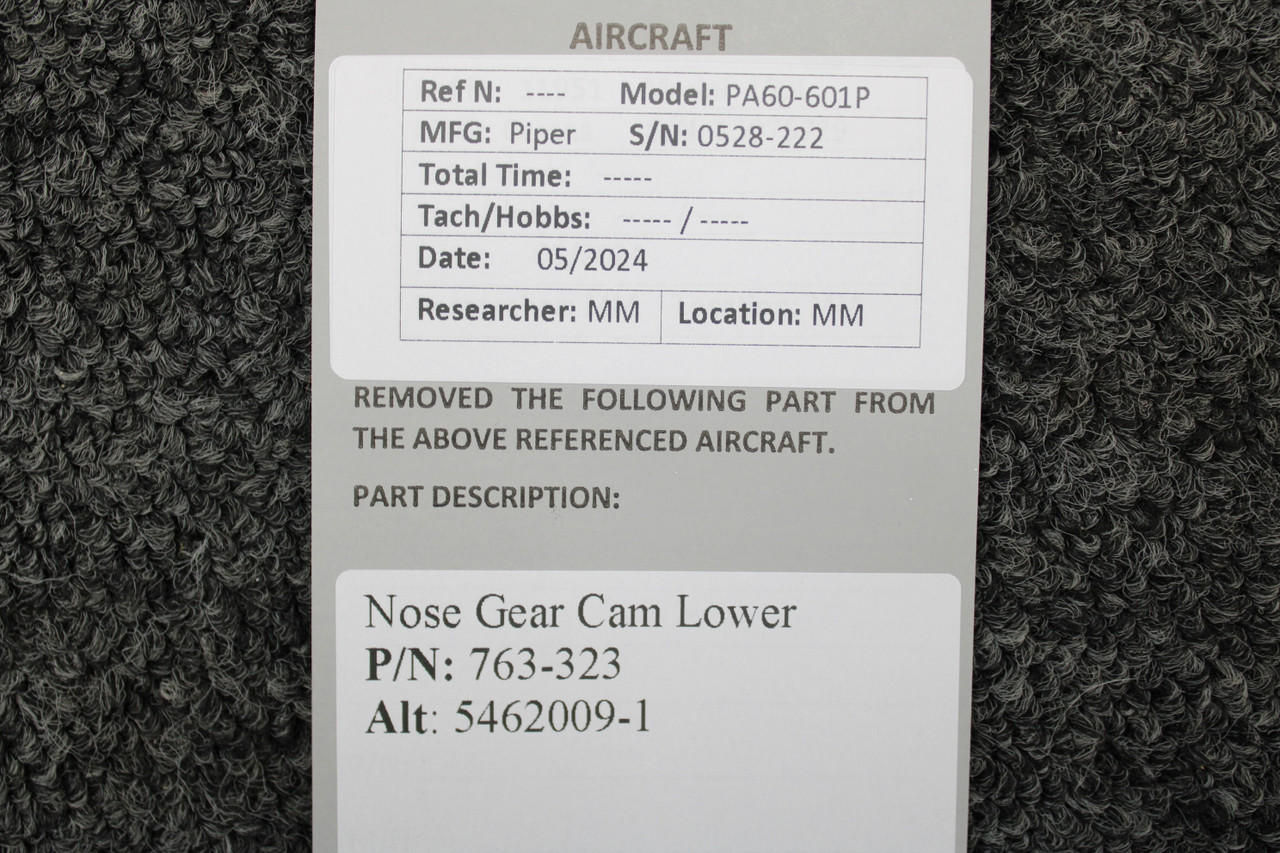 AIRCRAFT
Ref N: ---- Model: PA60-601P
MFG: Piper S/N: 0528-222
Total Time: -----
Tach/Hobbs: ----- / -----
Date: 05/2024
Researcher: MM Location: MM
REMOVED THE FOLLOWING PART FROM
THE ABOVE REFERENCED AIRCRAFT.
PART DESCRIPTION:
Nose Gear Cam Lower
P/N: 763-323
Alt: 5462009-1